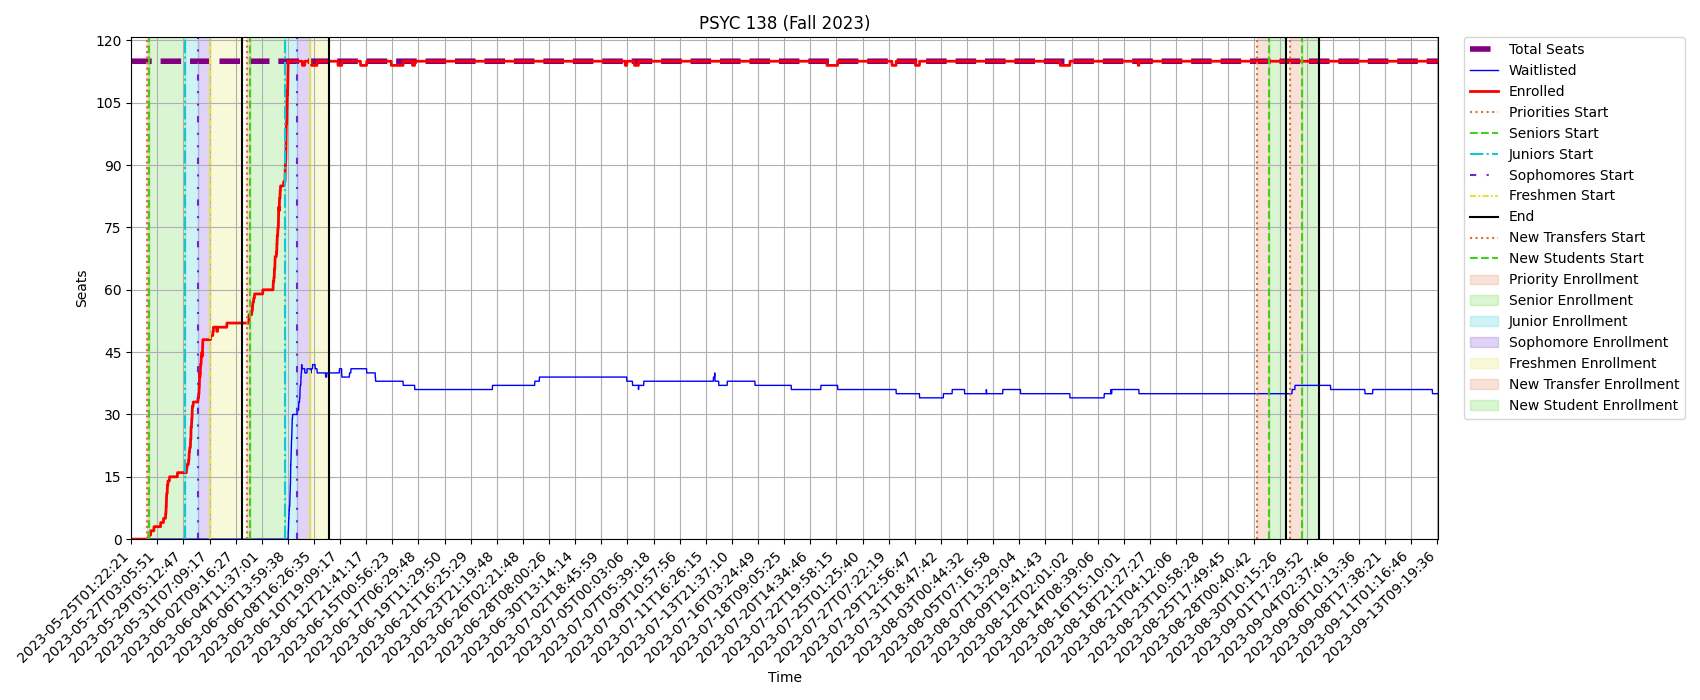 PSYC 138 (Fall 2023)
120
105
90
75
60
45
30
15
0
Seats
2023-05-25T01:22:21
2023-05-27T03:05:51
2023-05-29T05:12:47
2023-05-31T07:09:17
2023-06-02T09:16:27
2023-06-04T11:37:01
2023-06-06T13:59:38
2023-06-08T16:26:35
2023-06-10T19:09:17
2023-06-12T21:41:17
2023-06-15T00:56:23
2023-06-17T06:29:48
2023-06-19T11:29:50
2023-06-21T16:25:29
2023-06-23T21:19:48
2023-06-26T02:21:48
2023-06-28T08:00:26
2023-06-30T13:14:14
2023-07-02T18:45:59
2023-07-05T00:03:06
2023-07-07T05:39:18
2023-07-09T10:57:56
2023-07-11T16:26:15
2023-07-13T21:37:10
2023-07-16T03:24:49
2023-07-18T09:05:25
2023-07-20T14:34:46
2023-07-22T19:58:15
2023-07-25T01:25:40
2023-07-27T07:22:19
2023-07-29T12:56:47
2023-07-31T18:47:42
2023-08-03T00:44:32
2023-08-05T07:16:58
2023-08-07T13:29:04
2023-08-09T19:41:43
2023-08-12T02:01:02
2023-08-14T08:39:06
2023-08-16T15:10:01
2023-08-18T21:27:27
2023-08-21T04:12:06
2023-08-23T10:58:28
2023-08-25T17:49:45
2023-08-28T00:40:42
2023-08-30T10:15:26
2023-09-01T17:29:52
2023-09-04T02:37:46
2023-09-06T10:13:36
2023-09-08T17:38:21
2023-09-11T01:16:46
2023-09-13T09:19:36
Time
Total Seats
Waitlisted
Enrolled
Priorities Start
Seniors Start
Juniors Start
Sophomores Start
Freshmen Start
End
New Transfers Start
New Students Start
Priority Enrollment
Senior Enrollment
Junior Enrollment
Sophomore Enrollment
Freshmen Enrollment
New Transfer Enrollment
New Student Enrollment